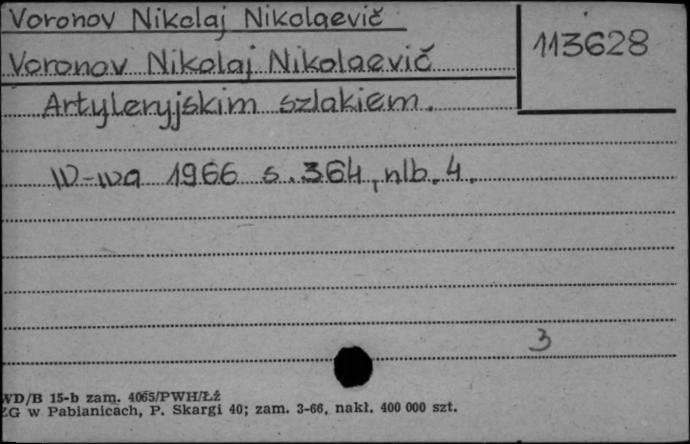 Voronov Nikolaj Nikolaevič
113628
Voronov Nikolaj Nikolaevič
Artyleryjskim szlakiem.
W-wa 1966 s. 364, nlb. 4.
3
WD/B 15-b zam. 4065/PWH/Łż
ZG w Pabianicach, P. Skargi 40; zam. 3-66, nakł. 400 000 szt.